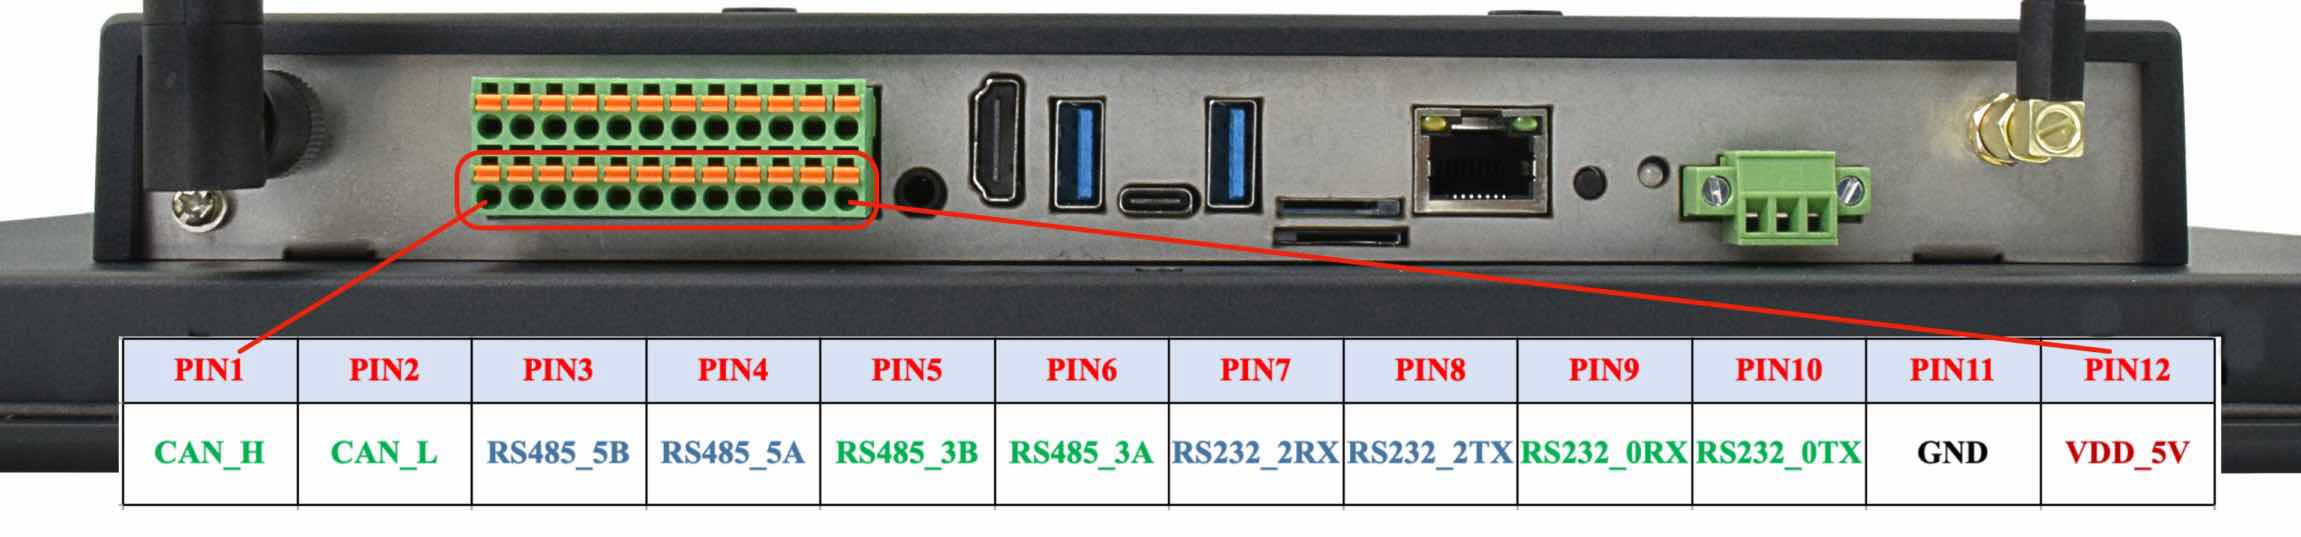 PIN1 PIN2 PIN3 PIN4 PIN5 PIN6 PIN7 PIN8 PIN9 PIN10 PIN11 PIN12
CAN_H CAN_L RS485_5B RS485_5A RS485_3B RS485_3A RS232_2RX RS232_2TX RS232_0RX RS232_0TX GND VDD_5V